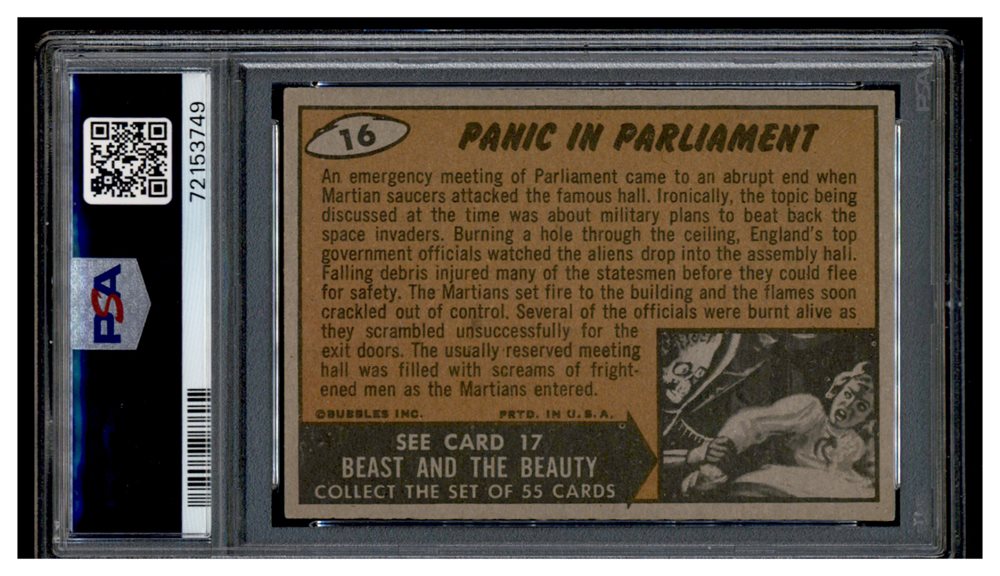 72153749
PSA
16
PANIC IN PARLIAMENT
An emergency meeting of Parliament came to an abrupt end when
Martian saucers attacked the famous hall. Ironically, the topic being
discussed at the time was about military plans to beat back the
space invaders. Burning a hole through the ceiling, England's top
government officials watched the aliens drop into the assembly hall.
Falling debris injured many of the statesmen before they could flee
for safety. The Martians set fire to the building and the flames soon
crackled out of control. Several of the officials were burnt alive as
they scrambled unsuccessfully for the
exit doors. The usually reserved meeting
hall was filled with screams of fright-
ened men as the Martians entered.
©BUBBLES INC. PRTD. IN U.S.A.
SEE CARD 17
BEAST AND THE BEAUTY
COLLECT THE SET OF 55 CARDS